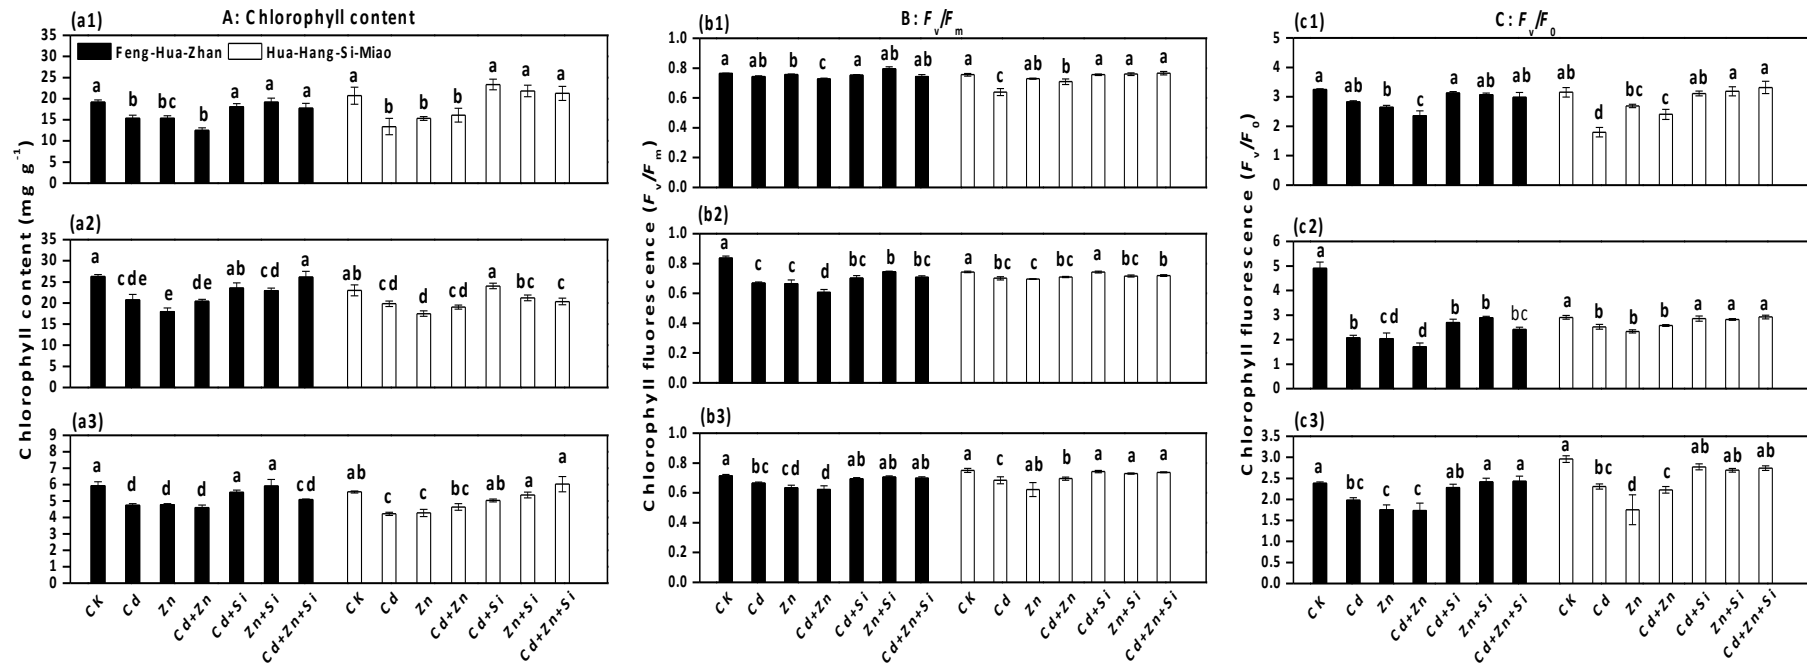 A: Chlorophyll content
B: Fv/Fm
C: Fv/F0
Chlorophyll content (mg g-1)
Chlorophyll fluorescence (Fv/Fm)
Chlorophyll fluorescence (Fv/F0)
(a1)
Feng-Hua-Zhan Hua-Hang-Si-Miao
35
30
25
20
15
10
5
0
a b bc b a a a a b b b a a a
(a2)
35
30
25
20
15
10
5
0
a cde e de ab cd a ab cd d cd a bc c
(a3)
9
8
7
6
5
4
3
2
1
0
a d d d a a cd ab c c bc ab a a
CK Cd Zn Cd+Zn Cd+Si Zn+Si Cd+Zn+Si CK Cd Zn Cd+Zn Cd+Si Zn+Si Cd+Zn+Si
(b1)
1.0
0.8
0.6
0.4
0.2
0.0
a ab b c a ab ab a c ab b a a a
(b2)
1.0
0.8
0.6
0.4
0.2
0.0
a c c d bc b bc a bc c bc a bc b
(b3)
1.0
0.8
0.6
0.4
0.2
0.0
a bc cd d ab ab ab a c ab b a a a
CK Cd Zn Cd+Zn Cd+Si Zn+Si Cd+Zn+Si CK Cd Zn Cd+Zn Cd+Si Zn+Si Cd+Zn+Si
(c1)
5
4
3
2
1
0
a ab b c a ab ab ab d bc c ab ab a
(c2)
6
5
4
3
2
1
0
a b cd d b b bc a b b b a a a
(c3)
3.5
3.0
2.5
2.0
1.5
1.0
0.5
0.0
a bc c c ab a a a bc d c ab ab ab
CK Cd Zn Cd+Zn Cd+Si Zn+Si Cd+Zn+Si CK Cd Zn Cd+Zn Cd+Si Zn+Si Cd+Zn+Si